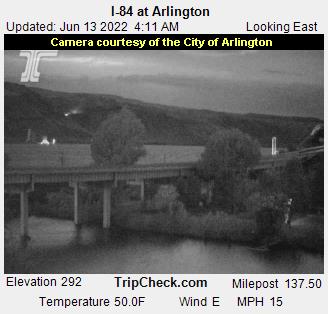 I-84 at Arlington
Updated: Jun 13 2022 4:11 AM Looking East
Camera courtesy of the City of Arlington
Elevation 292 TripCheck.com Milepost 137.50
Temperature 50.0F Wind E MPH 15